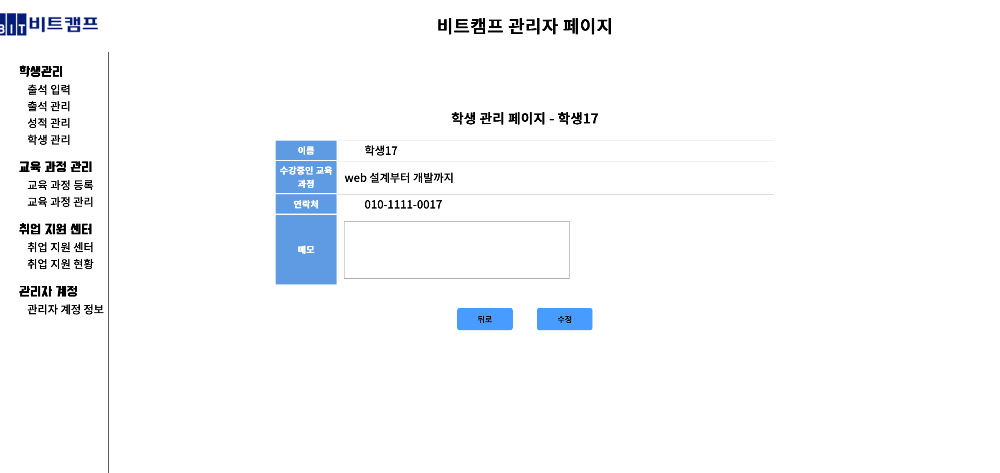 BIT 비트캠프
비트캠프 관리자 페이지
학생관리
출석 입력
출석 관리
성적 관리
학생 관리
교육 과정 관리
교육 과정 등록
교육 과정 관리
취업 지원 센터
취업 지원 센터
취업 지원 현황
관리자 계정
관리자 계정 정보
학생 관리 페이지 - 학생17
이름 학생17
수강중인 교육
과정
web 설계부터 개발까지
연락처 010-1111-0017
메모
뒤로 수정